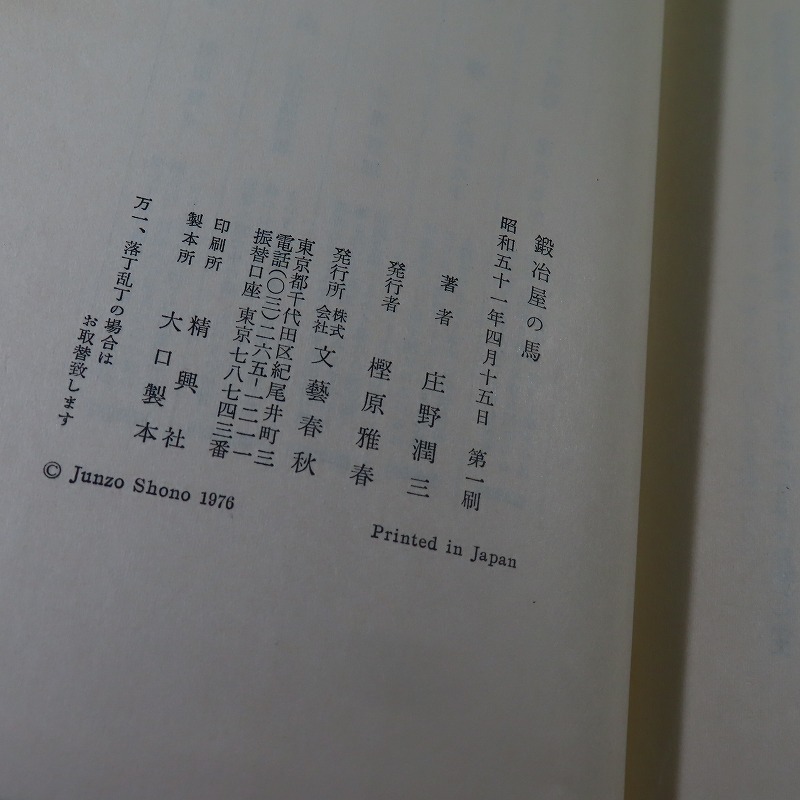 鍛冶屋の馬
昭和五十一年四月十五日 第一刷
著者 庄野潤三
発行者 樫原雅春
発行所 株式会社 文藝春秋
東京都千代田区紀尾井町三
電話(〇三)二六五―一二一一
振替口座 東京七八七四三番
印刷所 精興社
製本所 大口製本
万一、落丁乱丁の場合は
お取替致します
© Junzo Shono 1976
Printed in Japan